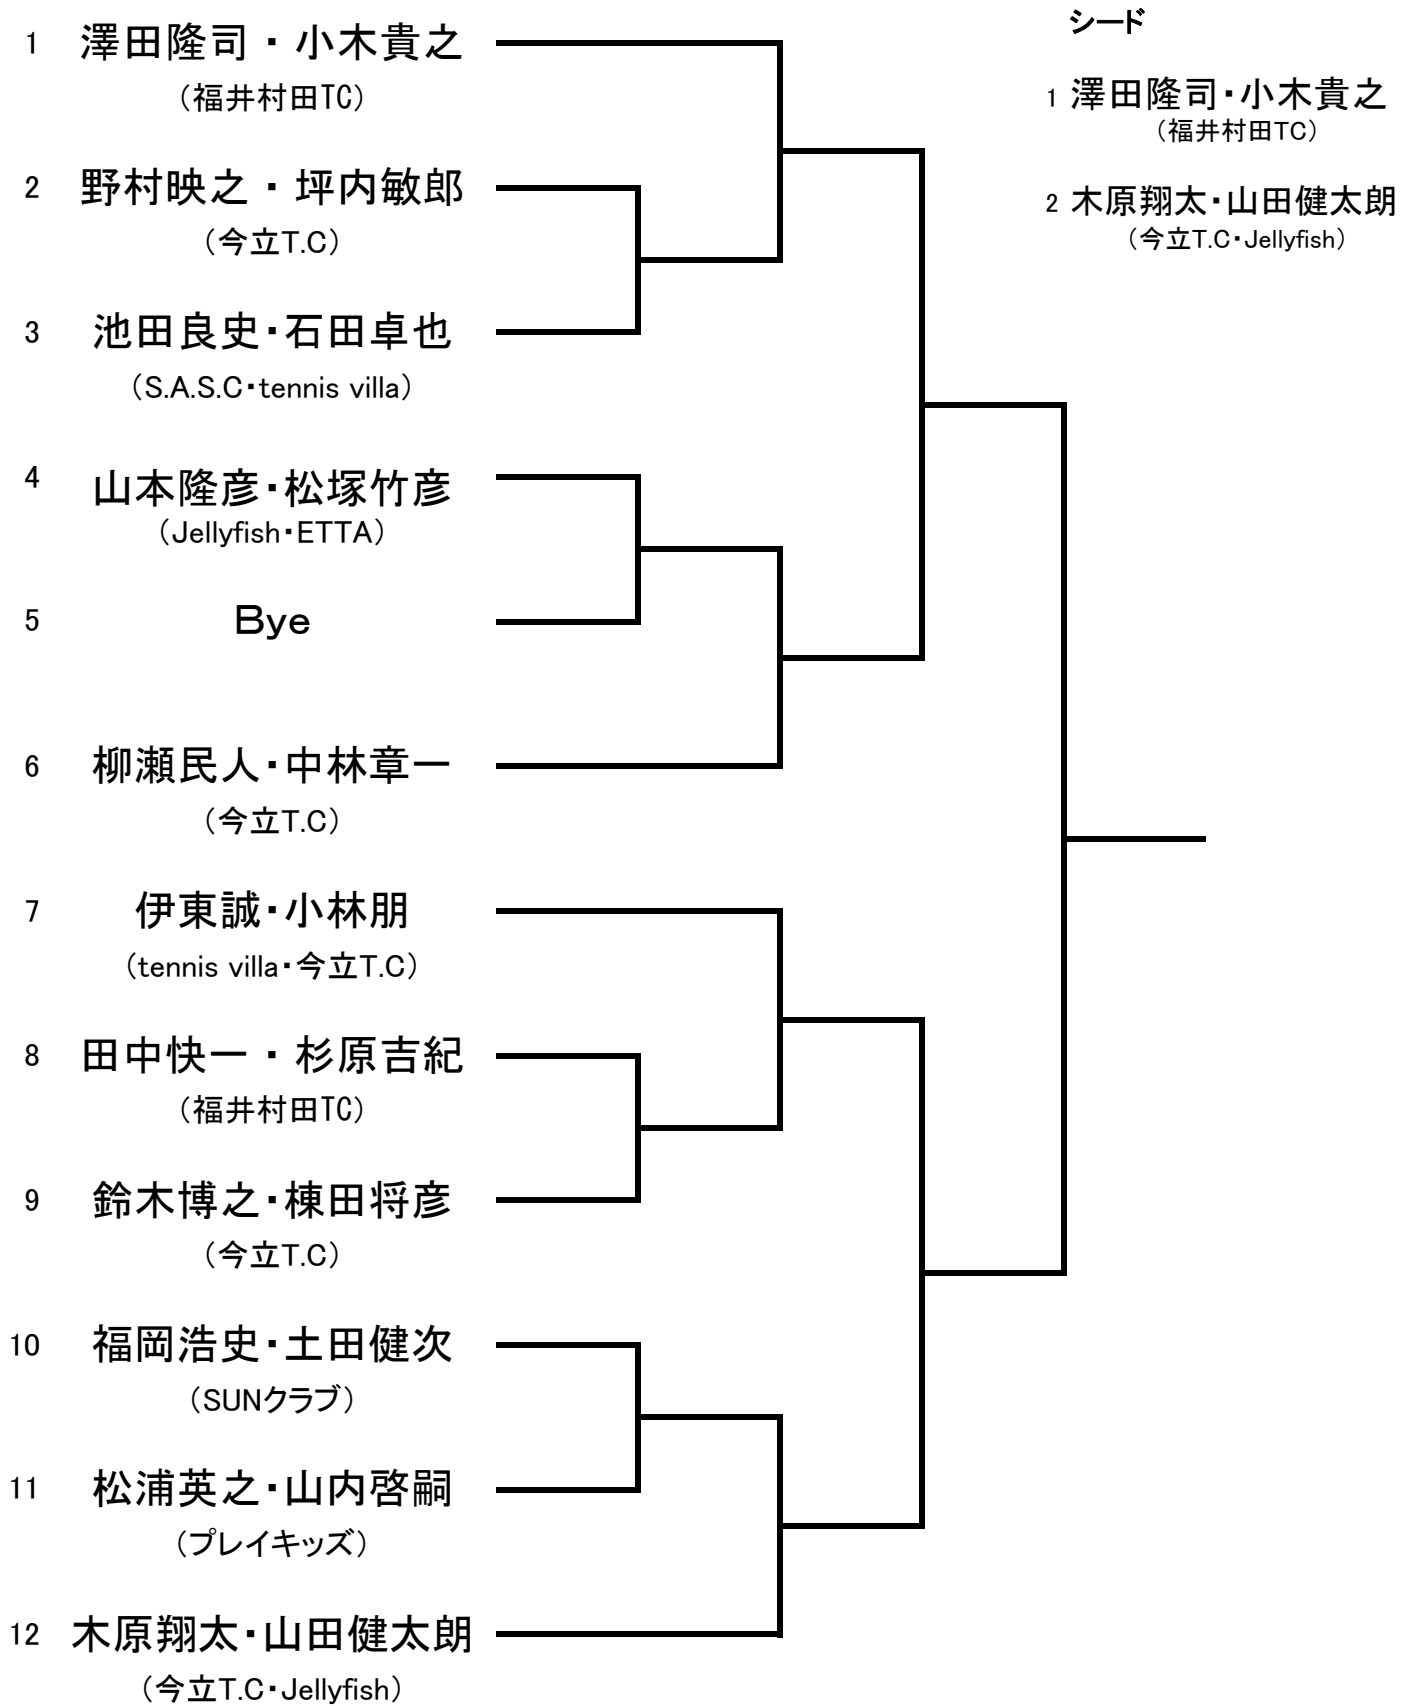 シード
1 澤田隆司・小木貴之
（福井村田TC）
2 木原翔太・山田健太朗
（今立T.C・Jellyfish）
1 澤田隆司・小木貴之
（福井村田TC）
2 野村映之・坪内敏郎
（今立T.C）
3 池田良史・石田卓也
（S.A.S.C・tennis villa）
4 山本隆彦・松塚竹彦
（Jellyfish・ETTA）
5 Bye
6 柳瀬民人・中林章一
（今立T.C）
7 伊東誠・小林朋
（tennis villa・今立T.C）
8 田中快一・杉原吉紀
（福井村田TC）
9 鈴木博之・棟田将彦
（今立T.C）
10 福岡浩史・土田健次
（SUNクラブ）
11 松浦英之・山内啓嗣
（プレイキッズ）
12 木原翔太・山田健太朗
（今立T.C・Jellyfish）